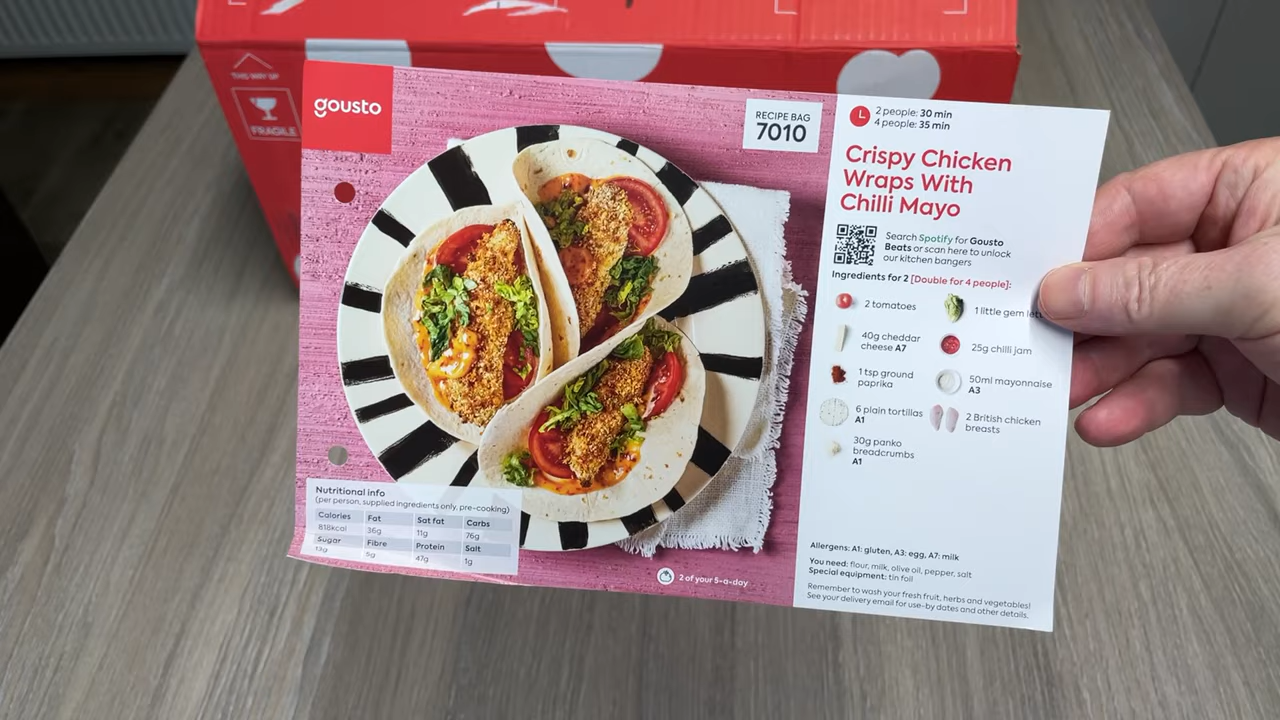 THIS WAY UP
FRAGILE
gousto
RECIPE BAG
7010
2 people: 30 min
4 people: 35 min
Crispy Chicken
Wraps With
Chilli Mayo
Search Spotify for Gousto
Beats or scan here to unlock
our kitchen bangers
Ingredients for 2 [Double for 4 people]:
2 tomatoes
1 little gem
40g cheddar
cheese A7
25g chilli jam
1 tsp ground
paprika
50ml mayonnaise
A3
6 plain tortillas
A1
2 British chicken
breasts
30g panko
breadcrumbs
A1
Nutritional info
(per person, supplied ingredients only, pre-cooking)
Calories Fat Sat fat Carbs
818kcal 36g 11g 76g
Sugar Fibre Protein Salt
13g 5g 47g 1g
2 of your 5-a-day
Allergens: A1: gluten, A3: egg, A7: milk
You need: flour, milk, olive oil, pepper, salt
Special equipment: tin foil
Remember to wash your fresh fruit, herbs and vegetables!
See your delivery email for use-by dates and other details.